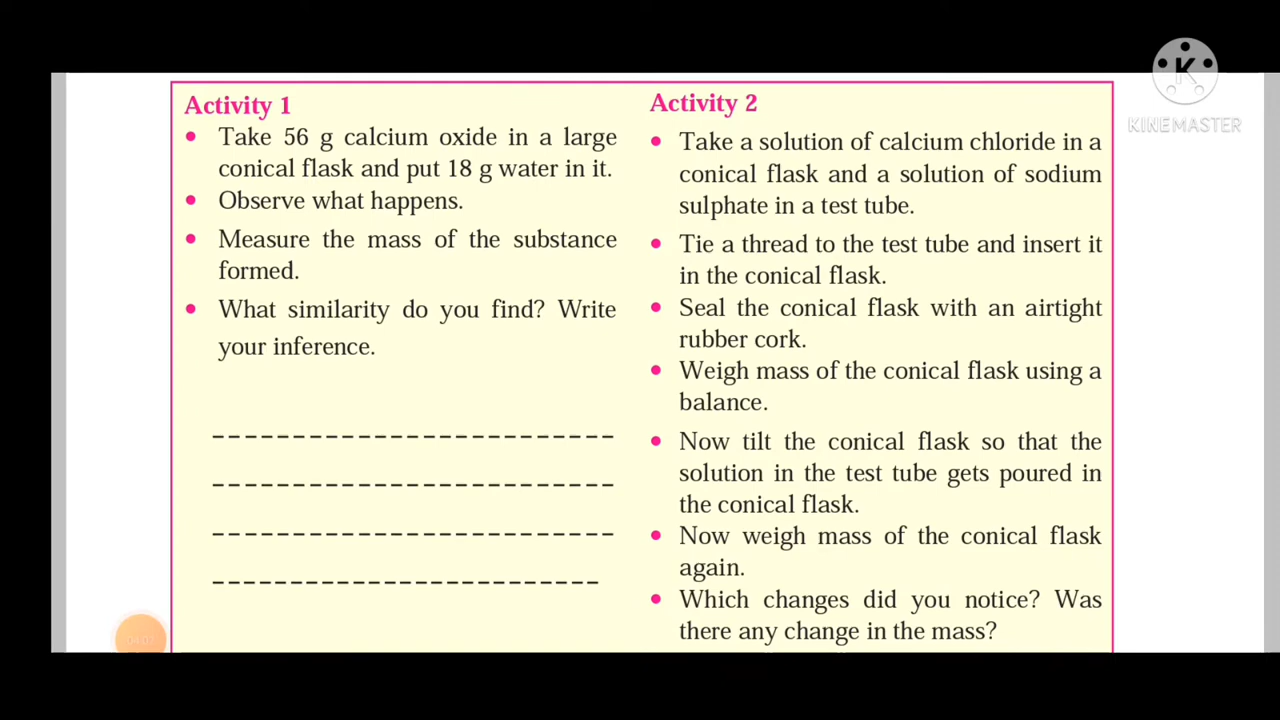 Activity 1
• Take 56 g calcium oxide in a large
conical flask and put 18 g water in it.
• Observe what happens.
• Measure the mass of the substance
formed.
• What similarity do you find? Write
your inference.
Activity 2
• Take a solution of calcium chloride in a
conical flask and a solution of sodium
sulphate in a test tube.
• Tie a thread to the test tube and insert it
in the conical flask.
• Seal the conical flask with an airtight
rubber cork.
• Weigh mass of the conical flask using a
balance.
• Now tilt the conical flask so that the
solution in the test tube gets poured in
the conical flask.
• Now weigh mass of the conical flask
again.
• Which changes did you notice? Was
there any change in the mass?
K
KINEMASTER